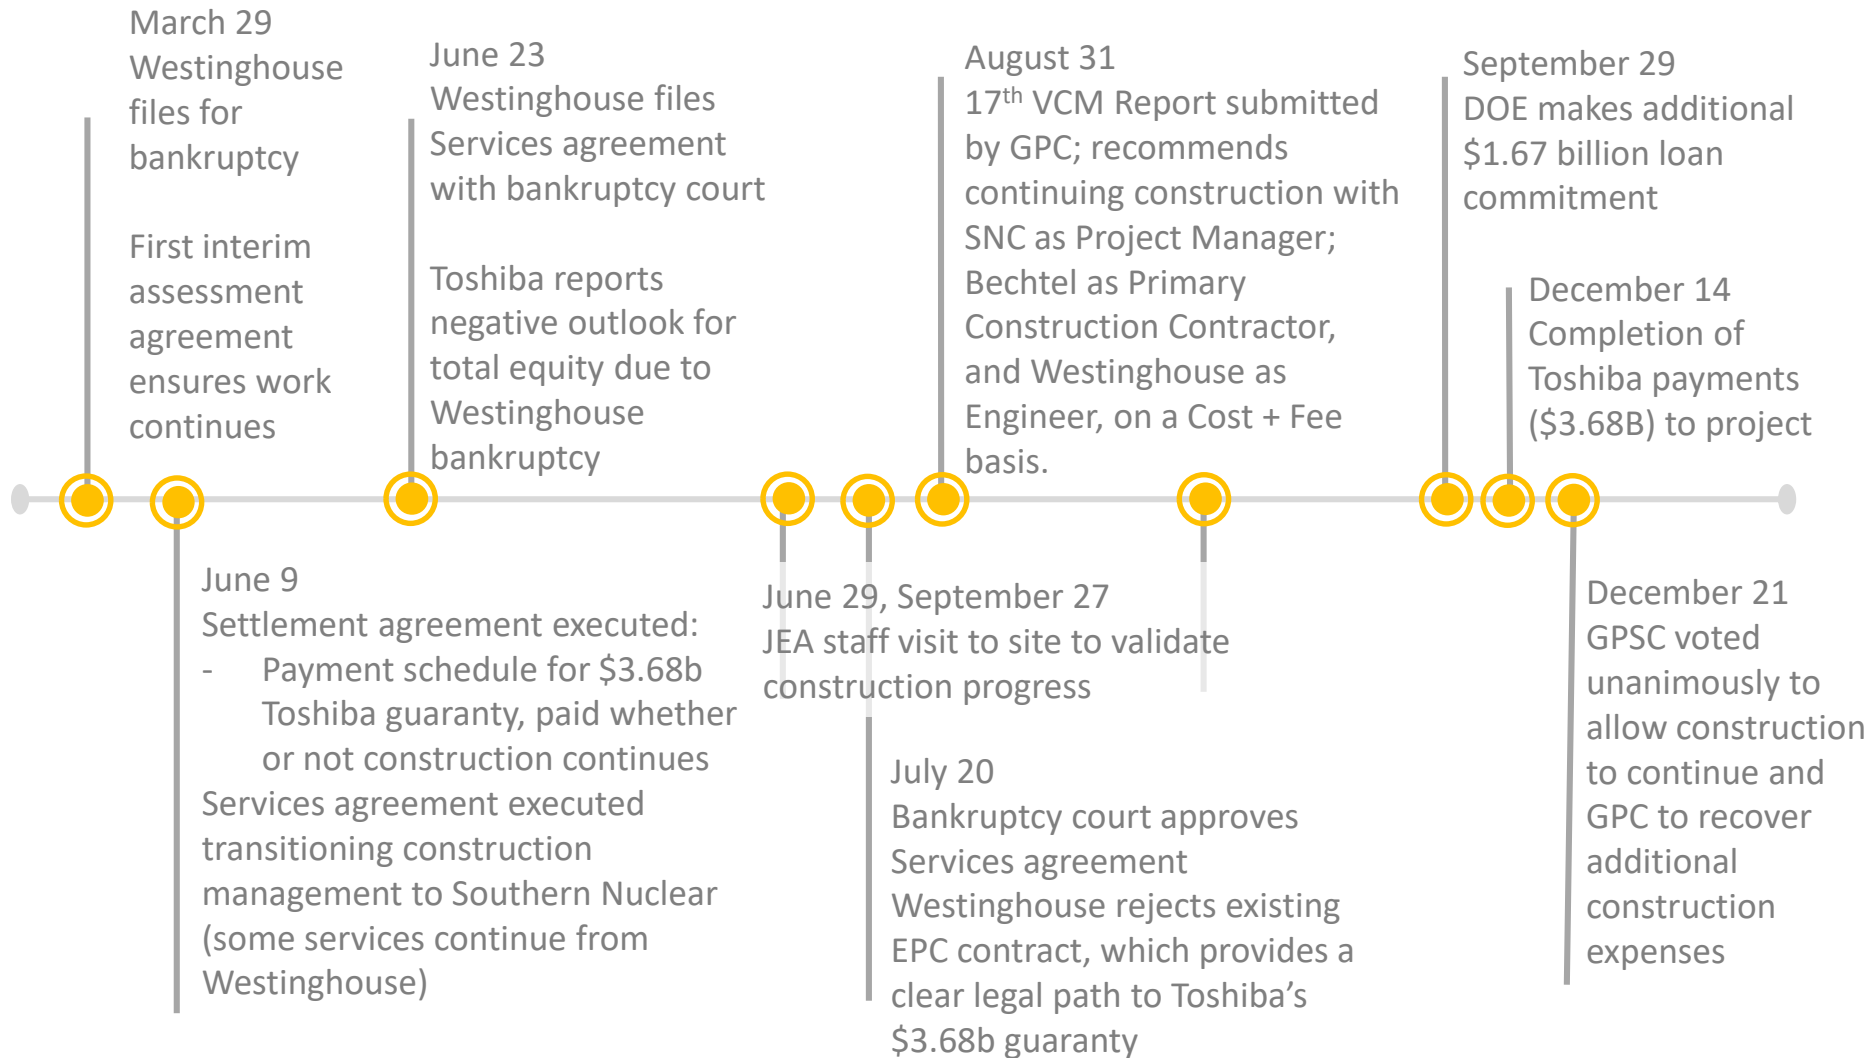 March 29
Westinghouse
files for
bankruptcy
First interim
assessment
agreement
ensures work
continues
June 23
Westinghouse files
Services agreement
with bankruptcy court
Toshiba reports
negative outlook for
total equity due to
Westinghouse
bankruptcy
August 31
17th VCM Report submitted
by GPC; recommends
continuing construction with
SNC as Project Manager;
Bechtel as Primary
Construction Contractor,
and Westinghouse as
Engineer, on a Cost + Fee
basis.
September 29
DOE makes additional
$1.67 billion loan
commitment
December 14
Completion of
Toshiba payments
($3.68B) to project
June 9
Settlement agreement executed:
- Payment schedule for $3.68b
Toshiba guaranty, paid whether
or not construction continues
Services agreement executed
transitioning construction
management to Southern Nuclear
(some services continue from
Westinghouse)
June 29, September 27
JEA staff visit to site to validate
construction progress
July 20
Bankruptcy court approves
Services agreement
Westinghouse rejects existing
EPC contract, which provides a
clear legal path to Toshiba’s
$3.68b guaranty
December 21
GPSC voted
unanimously to
allow construction
to continue and
GPC to recover
additional
construction
expenses